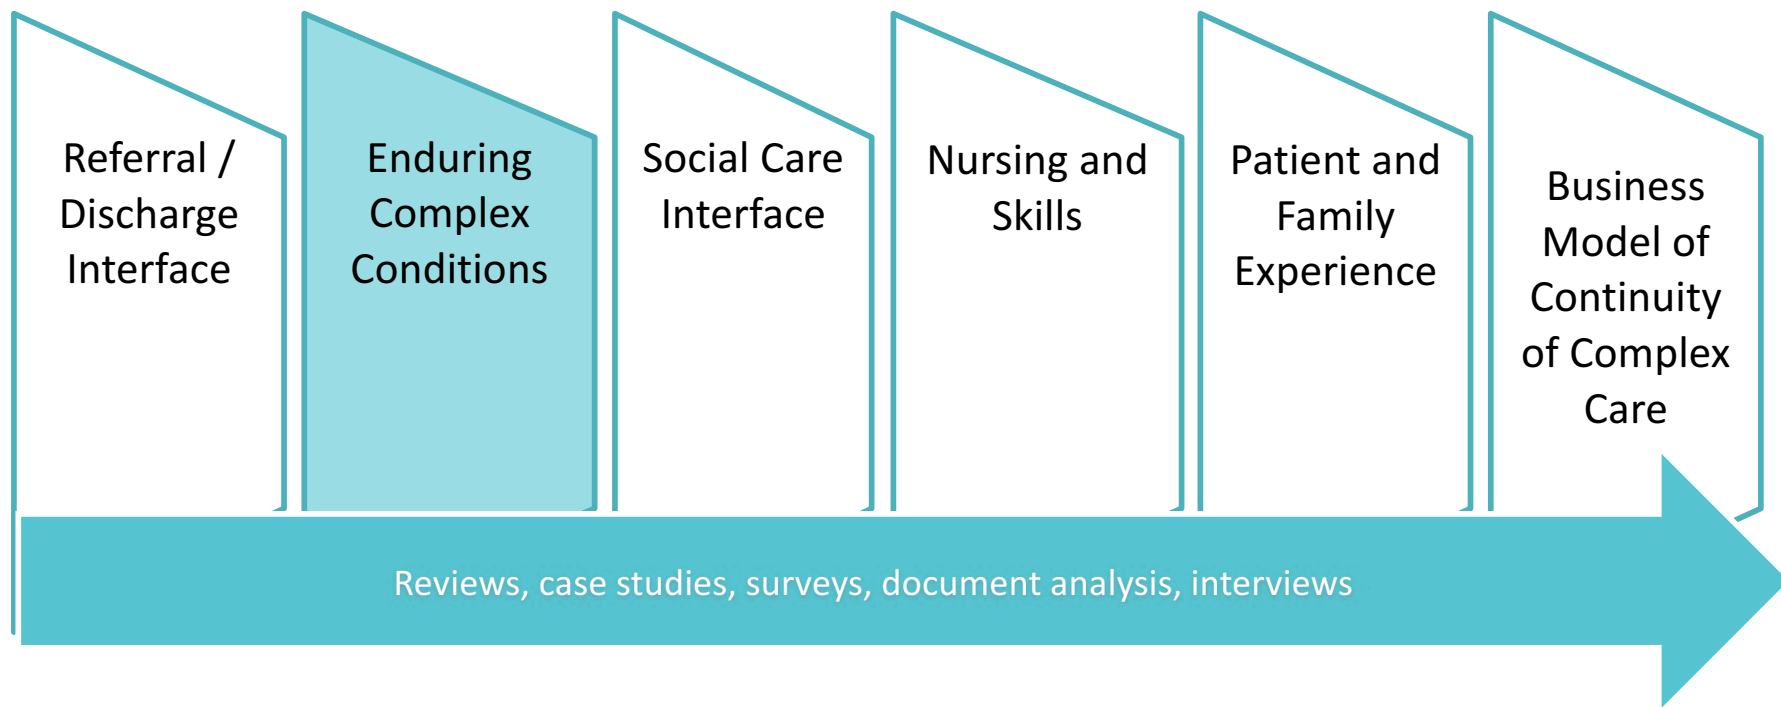 Referral /
Discharge
Interface
Enduring
Complex
Conditions
Social Care
Interface
Nursing and
Skills
Patient and
Family
Experience
Business
Model of
Continuity
of Complex
Care
Reviews, case studies, surveys, document analysis, interviews